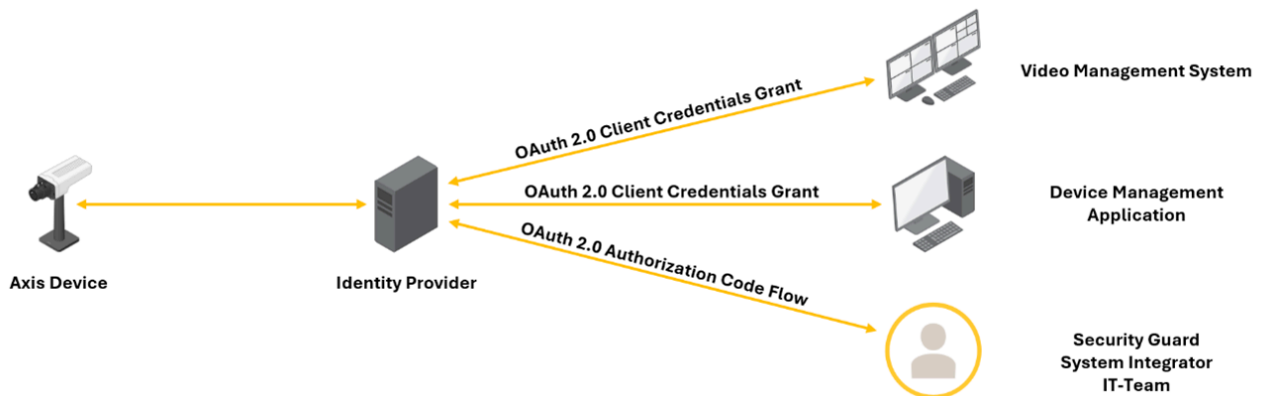 Video Management System
OAuth 2.0 Client Credentials Grant
OAuth 2.0 Client Credentials Grant
Device Management
Application
OAuth 2.0 Authorization Code Flow
Axis Device
Identity Provider
Security Guard
System Integrator
IT-Team